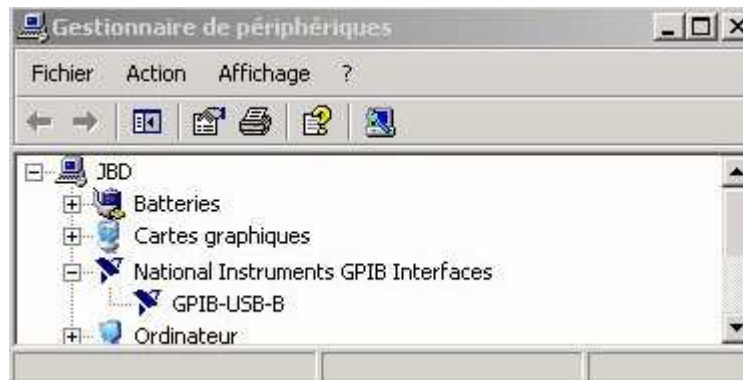 Gestionnaire de périphériques
Fichier Action Affichage ?
JBD
Batteries
Cartes graphiques
National Instruments GPIB Interfaces
GPIB-USB-B
Ordinateur